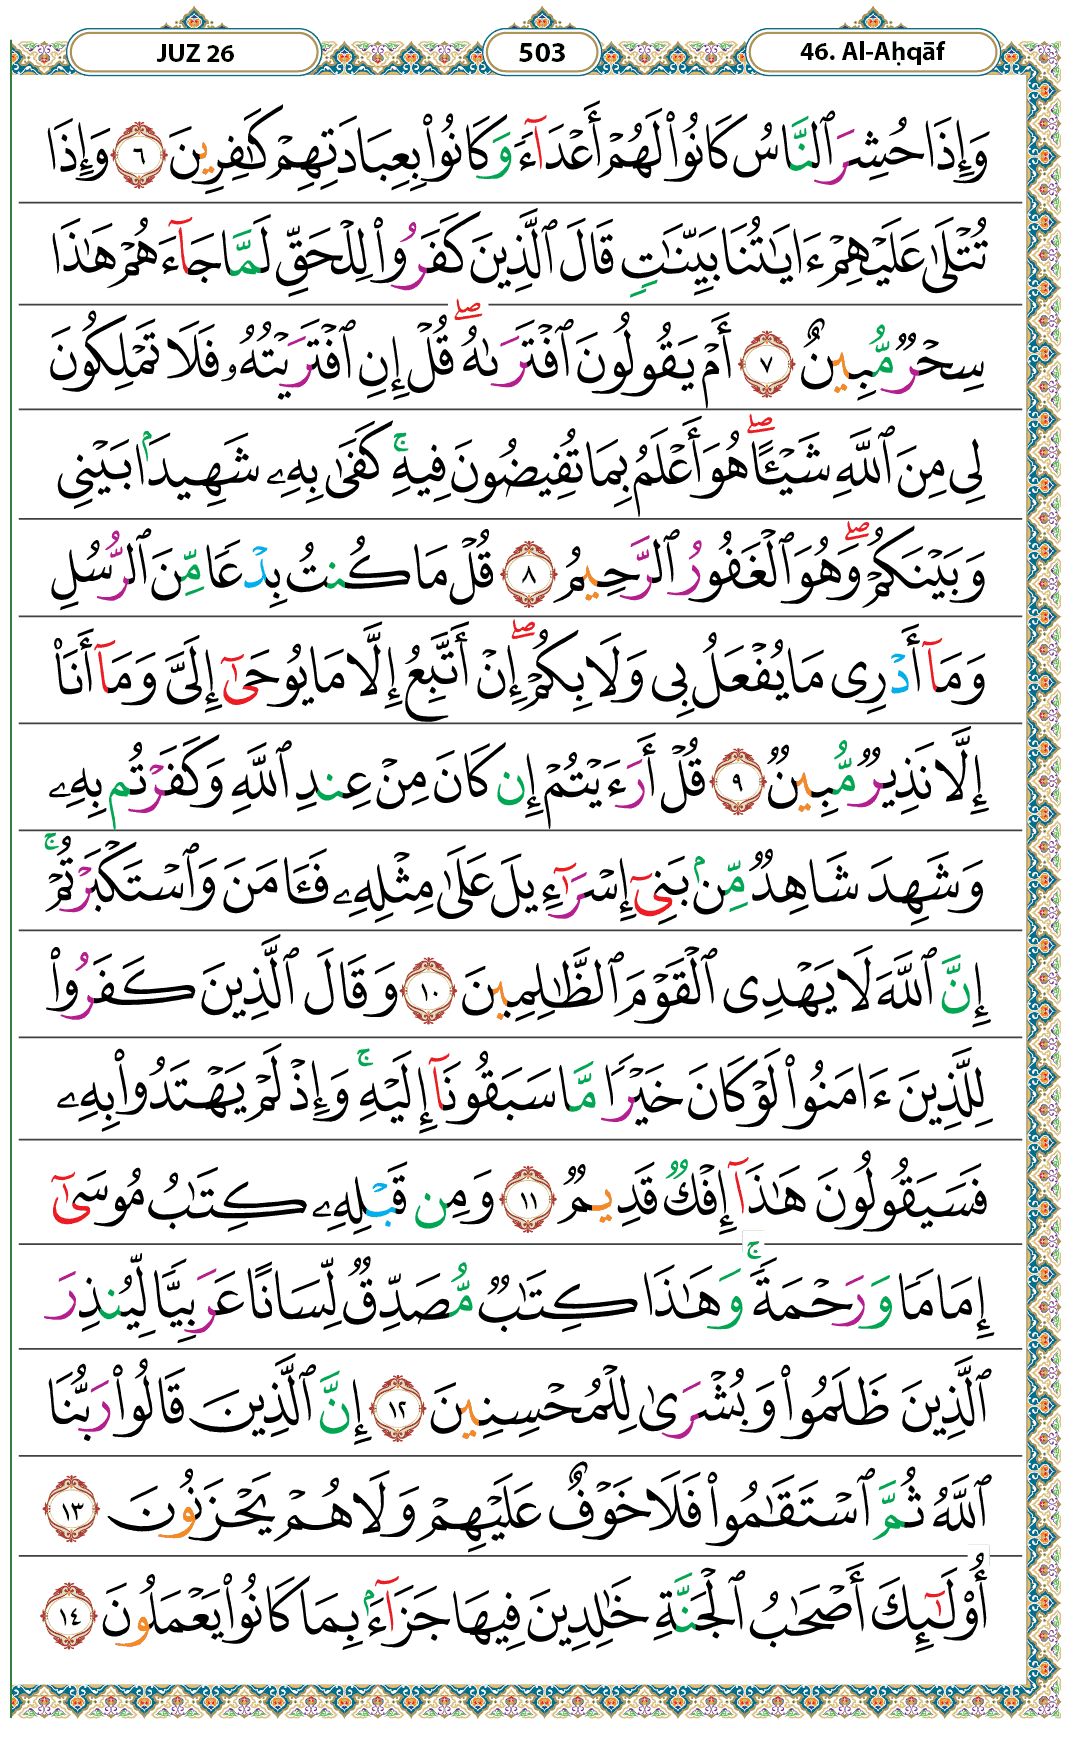 JUZ 26 503 46. Al-Aḥqāf
وَإِذَا حُشِرَ ٱلنَّاسُ كَانُوا۟ لَهُمْ أَعْدَآءً وَكَانُوا۟ بِعِبَادَتِهِمْ كَـٰفِرِينَ ٦ وَإِذَا
تُتْلَىٰ عَلَيْهِمْ ءَايَـٰتُنَا بَيِّنَـٰتٍ قَالَ ٱلَّذِينَ كَفَرُوا۟ لِلْحَقِّ لَمَّا جَآءَهُمْ هَـٰذَا
سِحْرٌ مُّبِينٌ ٧ أَمْ يَقُولُونَ ٱفْتَرَىٰهُ ۖ قُلْ إِنِ ٱفْتَرَيْتُهُۥ فَلَا تَمْلِكُونَ
لِى مِنَ ٱللَّهِ شَيْـًٔا ۖ هُوَ أَعْلَمُ بِمَا تُفِيضُونَ فِيهِ ۚ كَفَىٰ بِهِۦ شَهِيدًۢا بَيْنِى
وَبَيْنَكُمْ ۖ وَهُوَ ٱلْغَفُورُ ٱلرَّحِيمُ ٨ قُلْ مَا كُنتُ بِدْعًا مِّنَ ٱلرُّسُلِ
وَمَآ أَدْرِى مَا يُفْعَلُ بِى وَلَا بِكُمْ ۖ إِنْ أَتَّبِعُ إِلَّا مَا يُوحَىٰٓ إِلَىَّ وَمَآ أَنَا۠
إِلَّا نَذِيرٌ مُّبِينٌ ٩ قُلْ أَرَءَيْتُمْ إِن كَانَ مِنْ عِندِ ٱللَّهِ وَكَفَرْتُم بِهِۦ
وَشَهِدَ شَاهِدٌ مِّنۢ بَنِىٓ إِسْرَٰٓءِيلَ عَلَىٰ مِثْلِهِۦ فَـَٔامَنَ وَٱسْتَكْبَرْتُمْ ۚ
إِنَّ ٱللَّهَ لَا يَهْدِى ٱلْقَوْمَ ٱلظَّـٰلِمِينَ ١٠ وَقَالَ ٱلَّذِينَ كَفَرُوا۟
لِلَّذِينَ ءَامَنُوا۟ لَوْ كَانَ خَيْرًا مَّا سَبَقُونَآ إِلَيْهِ ۚ وَإِذْ لَمْ يَهْتَدُوا۟ بِهِۦ
فَسَيَقُولُونَ هَـٰذَآ إِفْكٌ قَدِيمٌ ١١ وَمِن قَبْلِهِۦ كِتَـٰبُ مُوسَىٰٓ
إِمَامًا وَرَحْمَةً ۚ وَهَـٰذَا كِتَـٰبٌ مُّصَدِّقٌ لِّسَانًا عَرَبِيًّا لِّيُنذِرَ
ٱلَّذِينَ ظَلَمُوا۟ وَبُشْرَىٰ لِلْمُحْسِنِينَ ١٢ إِنَّ ٱلَّذِينَ قَالُوا۟ رَبُّنَا
ٱللَّهُ ثُمَّ ٱسْتَقَـٰمُوا۟ فَلَا خَوْفٌ عَلَيْهِمْ وَلَا هُمْ يَحْزَنُونَ ١٣
أُو۟لَـٰٓئِكَ أَصْحَـٰبُ ٱلْجَنَّةِ خَـٰلِدِينَ فِيهَا جَزَآءًۢ بِمَا كَانُوا۟ يَعْمَلُونَ ١٤